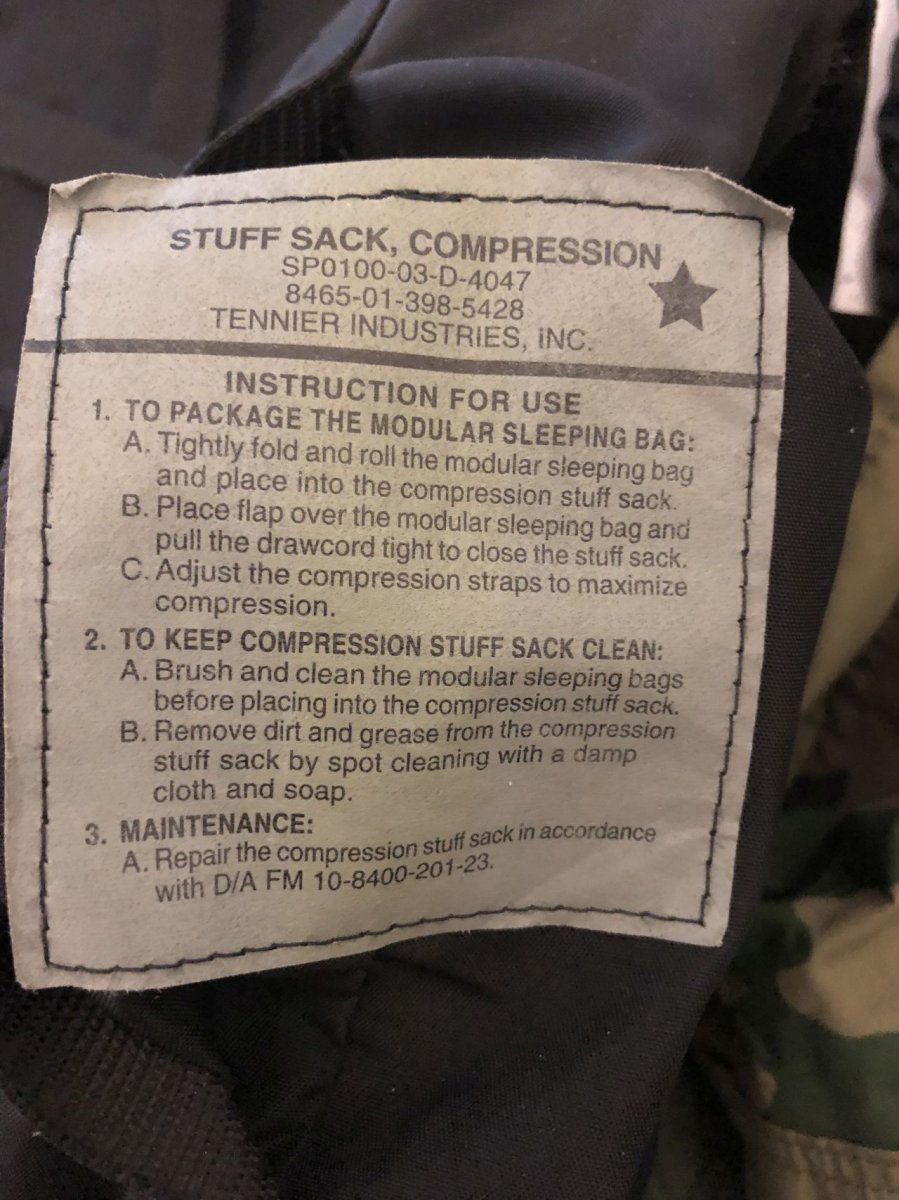 STUFF SACK, COMPRESSION
SP0100-03-D-4047
8465-01-398-5428
TENNIER INDUSTRIES, INC.
INSTRUCTION FOR USE
1. TO PACKAGE THE MODULAR SLEEPING BAG:
A. Tightly fold and roll the modular sleeping bag
and place into the compression stuff sack.
B. Place flap over the modular sleeping bag and
pull the drawcord tight to close the stuff sack.
C. Adjust the compression straps to maximize
compression.
2. TO KEEP COMPRESSION STUFF SACK CLEAN:
A. Brush and clean the modular sleeping bags
before placing into the compression stuff sack.
B. Remove dirt and grease from the compression
stuff sack by spot cleaning with a damp
cloth and soap.
3. MAINTENANCE:
A. Repair the compression stuff sack in accordance
with D/A FM 10-8400-201-23.